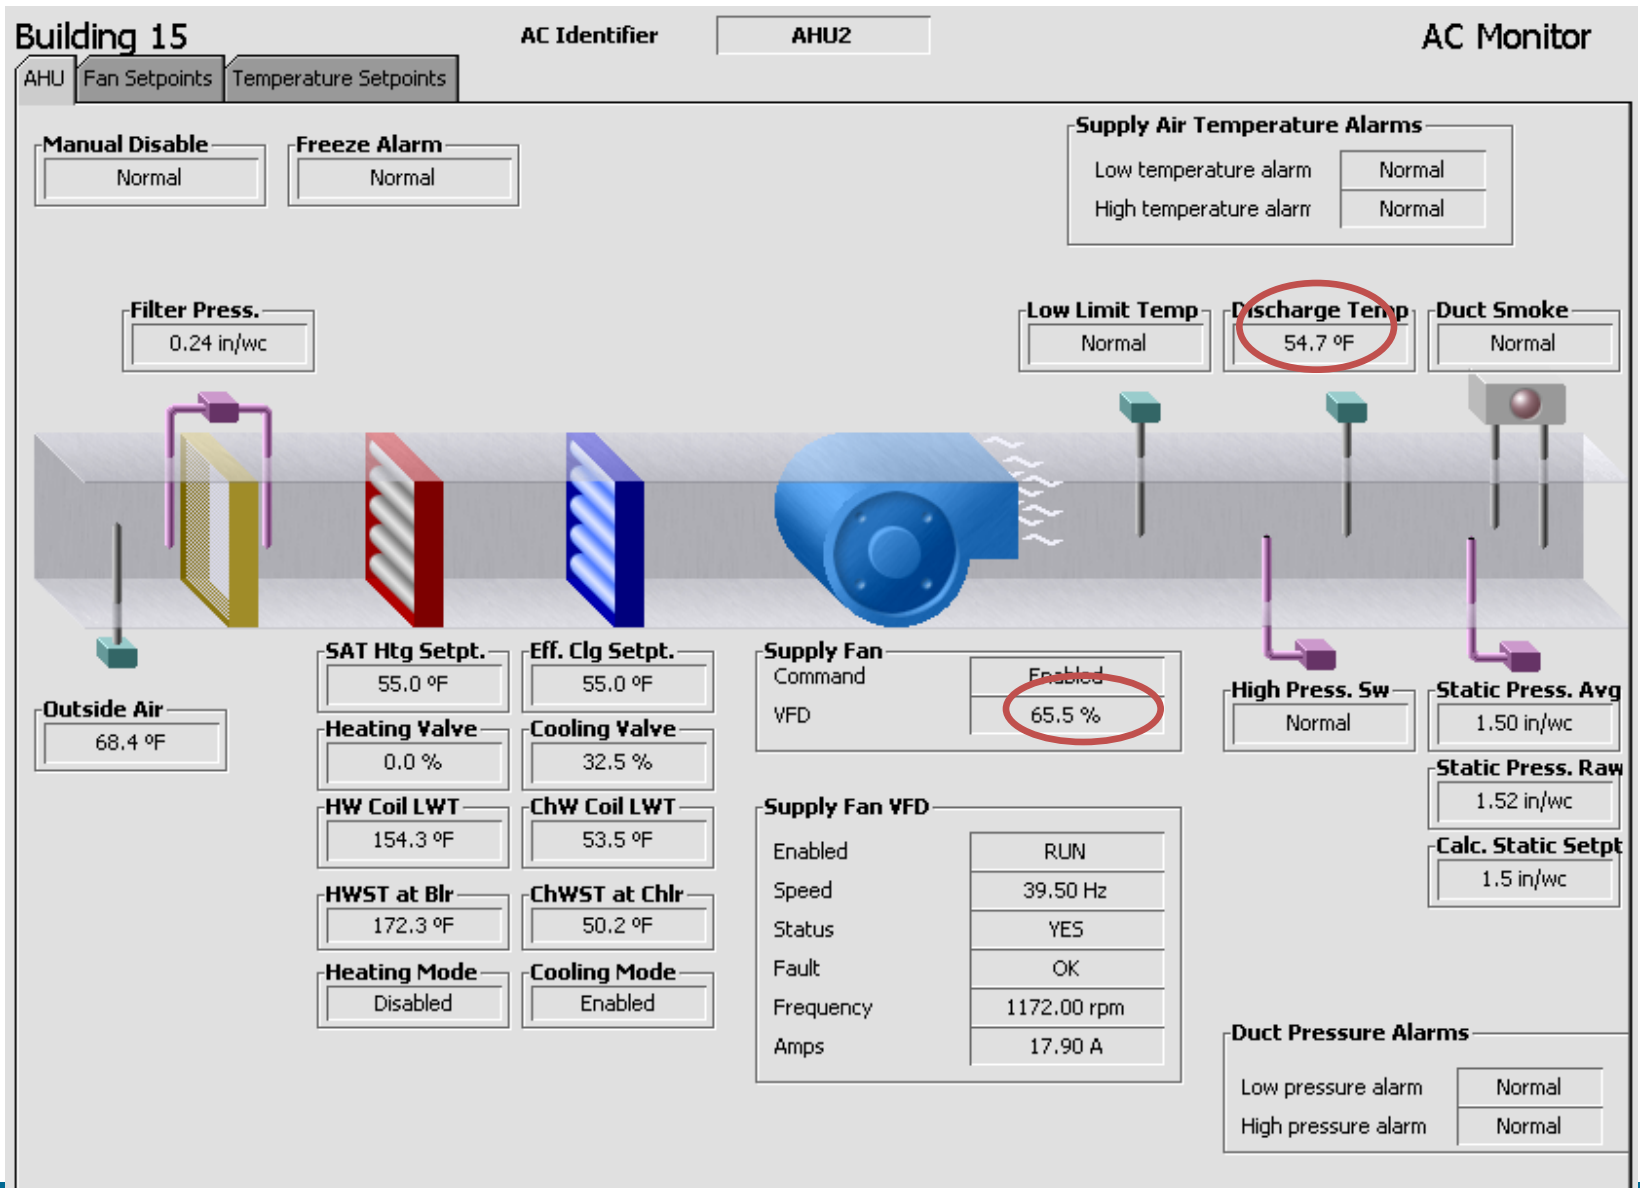 Building 15
AC Identifier
AHU2
AC Monitor
AHU
Fan Setpoints
Temperature Setpoints
Manual Disable
Normal
Freeze Alarm
Normal
Supply Air Temperature Alarms
Low temperature alarm
Normal
High temperature alarm
Normal
Filter Press.
0.24 in/wc
Low Limit Temp
Normal
Discharge Temp
54.7 ºF
Duct Smoke
Normal
Outside Air
68.4 ºF
SAT Htg Setpt.
55.0 ºF
Heating Valve
0.0 %
HW Coil LWT
154.3 ºF
HWST at Blr
172.3 ºF
Heating Mode
Disabled
Eff. Clg Setpt.
55.0 ºF
Cooling Valve
32.5 %
ChW Coil LWT
53.5 ºF
ChWST at Chlr
50.2 ºF
Cooling Mode
Enabled
Supply Fan
Command
Enabled
VFD
65.5 %
Supply Fan VFD
Enabled
RUN
Speed
39.50 Hz
Status
YES
Fault
OK
Frequency
1172.00 rpm
Amps
17.90 A
High Press. Sw
Normal
Static Press. Avg
1.50 in/wc
Static Press. Raw
1.52 in/wc
Calc. Static Setpt
1.5 in/wc
Duct Pressure Alarms
Low pressure alarm
Normal
High pressure alarm
Normal